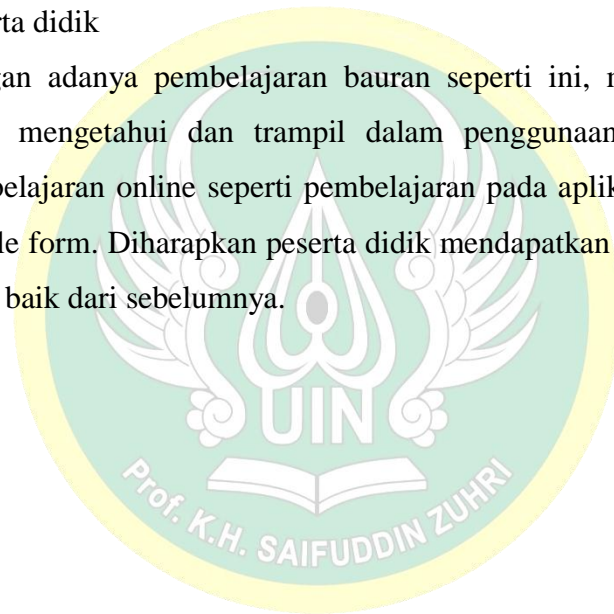 rta didik
gan adanya pembelajaran bauran seperti ini,
mengetahui dan trampil dalam penggunaan
belajaran online seperti pembelajaran pada aplik
le form. Diharapkan peserta didik mendapatkan
baik dari sebelumnya.
UIN
Prof. K.H. SAIFUDDIN ZUHRI